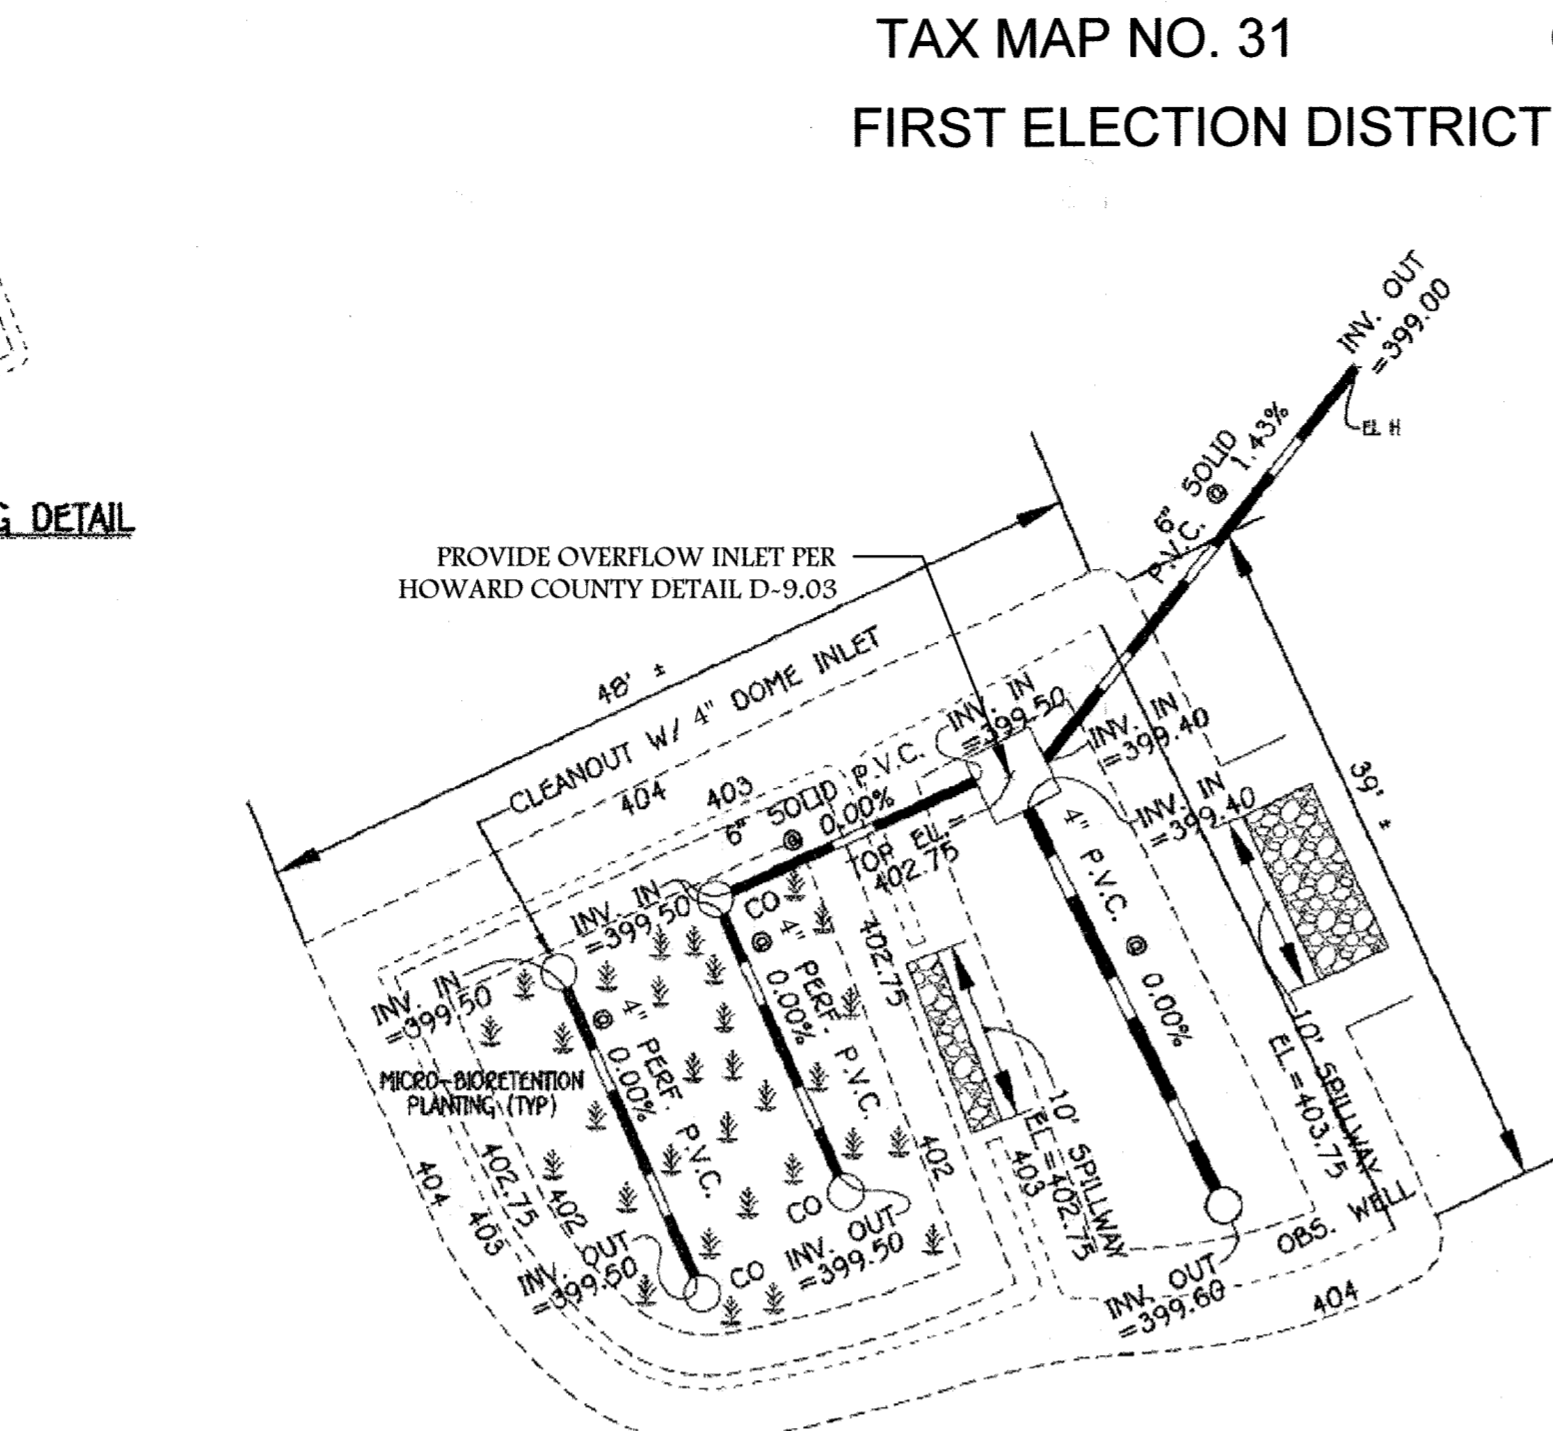 TAX MAP NO. 31
FIRST ELECTION DISTRICT
INV. OUT
=399.00
EL H
6" SOLID
P.V.C. @ 1.43%
DETAIL
PROVIDE OVERFLOW INLET PER
HOWARD COUNTY DETAIL D-9.03
48' ±
CLEANOUT W/ 4" DOME INLET
404
403
6" SOLID P.V.C.
@ 0.00%
INV. IN
=399.50
INV. IN
=399.40
INV. IN
=399.40
39' ±
TOP EL.=
402.75
INV. IN
=399.50
CO
4" PERF. P.V.C.
@ 0.00%
402.75
4" P.V.C. @ 0.00%
INV. IN
=399.50
4" PERF. P.V.C.
@ 0.00%
MICRO-BIORETENTION
PLANTING (TYP)
10' SPILLWAY
EL=402.75
10' SPILLWAY
EL.=403.75
404
403
402.75
402
402
403
CO
INV. OUT
=399.50
CO
INV. OUT
=399.50
OBS. WELL
INV. OUT
=399.60
404